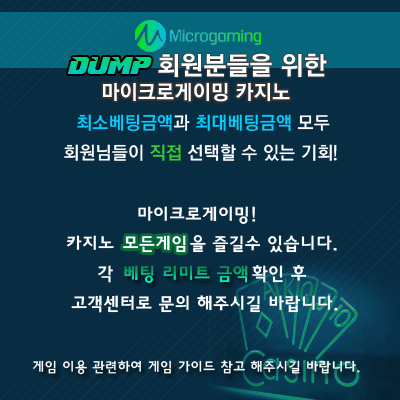 Microgaming
DUMP 회원분들을 위한
마이크로게이밍 카지노
최소베팅금액과 최대베팅금액 모두
회원님들이 직접 선택할 수 있는 기회!
마이크로게이밍!
카지노 모든게임을 즐길수 있습니다.
각 베팅 리미트 금액확인 후
고객센터로 문의 해주시길 바랍니다.
Casino
게임 이용 관련하여 게임 가이드 참고 해주시길 바랍니다.